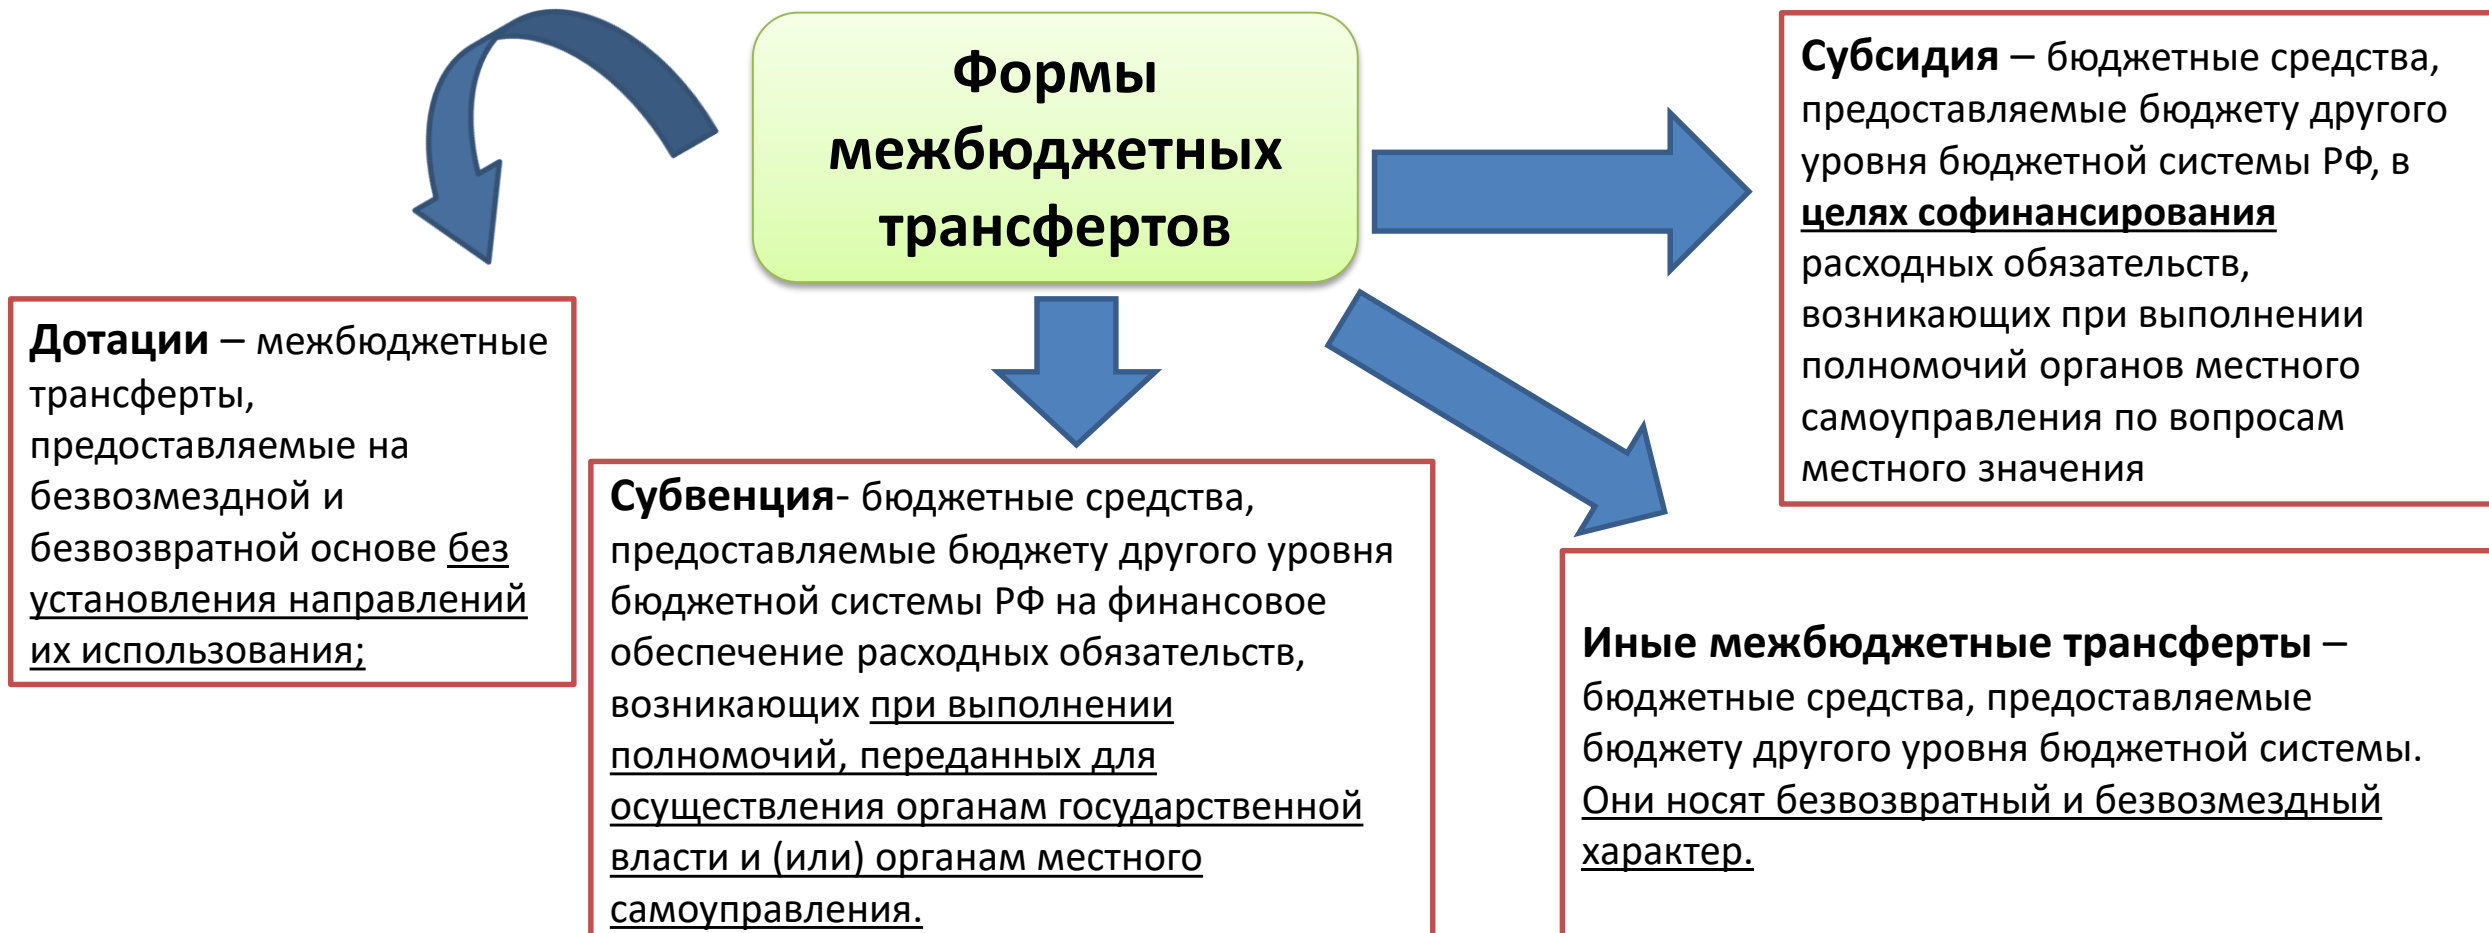 Формы
межбюджетных
трансфертов
Дотации – межбюджетные
трансферты,
предоставляемые на
безвозмездной и
безвозвратной основе без
установления направлений
их использования;
Субвенция- бюджетные средства,
предоставляемые бюджету другого уровня
бюджетной системы РФ на финансовое
обеспечение расходных обязательств,
возникающих при выполнении
полномочий, переданных для
осуществления органам государственной
власти и (или) органам местного
самоуправления.
Субсидия – бюджетные средства,
предоставляемые бюджету другого
уровня бюджетной системы РФ, в
целях софинансирования
расходных обязательств,
возникающих при выполнении
полномочий органов местного
самоуправления по вопросам
местного значения
Иные межбюджетные трансферты –
бюджетные средства, предоставляемые
бюджету другого уровня бюджетной системы.
Они носят безвозвратный и безвозмездный
характер.